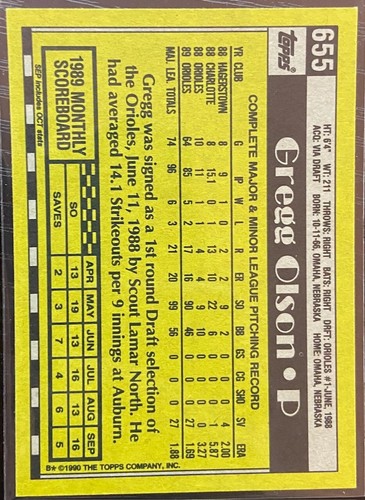 655
Topps
HT: 6'4" WT: 211 THROWS: RIGHT BATS: RIGHT DRFT: ORIOLES #1-JUNE, 1988
ACQ: VIA DRAFT BORN: 10-11-66, OMAHA, NEBRASKA HOME: OMAHA, NEBRASKA
Gregg Olson • P
COMPLETE MAJOR & MINOR LEAGUE PITCHING RECORD
YR CLUB G IP W L R ER SO BB GS CG SHO SV ERA
88 HAGERSTOWN 8 9 1 0 2 2 9 2 0 0 0 4 2.00
88 CHARLOTTE 8 15.1 0 1 13 10 22 6 0 0 0 1 5.87
88 ORIOLES 10 11 1 1 4 4 9 10 0 0 0 0 3.27
89 ORIOLES 64 85 5 2 17 16 90 46 0 0 0 27 1.69
MAJ. LEA. TOTALS 74 96 6 3 21 20 99 56 0 0 0 27 1.88
Gregg was signed as a 1st round Draft selection of
the Orioles, June 11, 1988 by Scout Lamar North. He
had averaged 14.1 Strikeouts per 9 innings at Auburn.
1989 MONTHLY
SCOREBOARD
APR MAY JUN JUL AUG SEP
SO 13 19 13 16 13 16
SAVES 2 3 7 4 6 5
SEP includes OCT stats
B* ©1990 THE TOPPS COMPANY, INC.